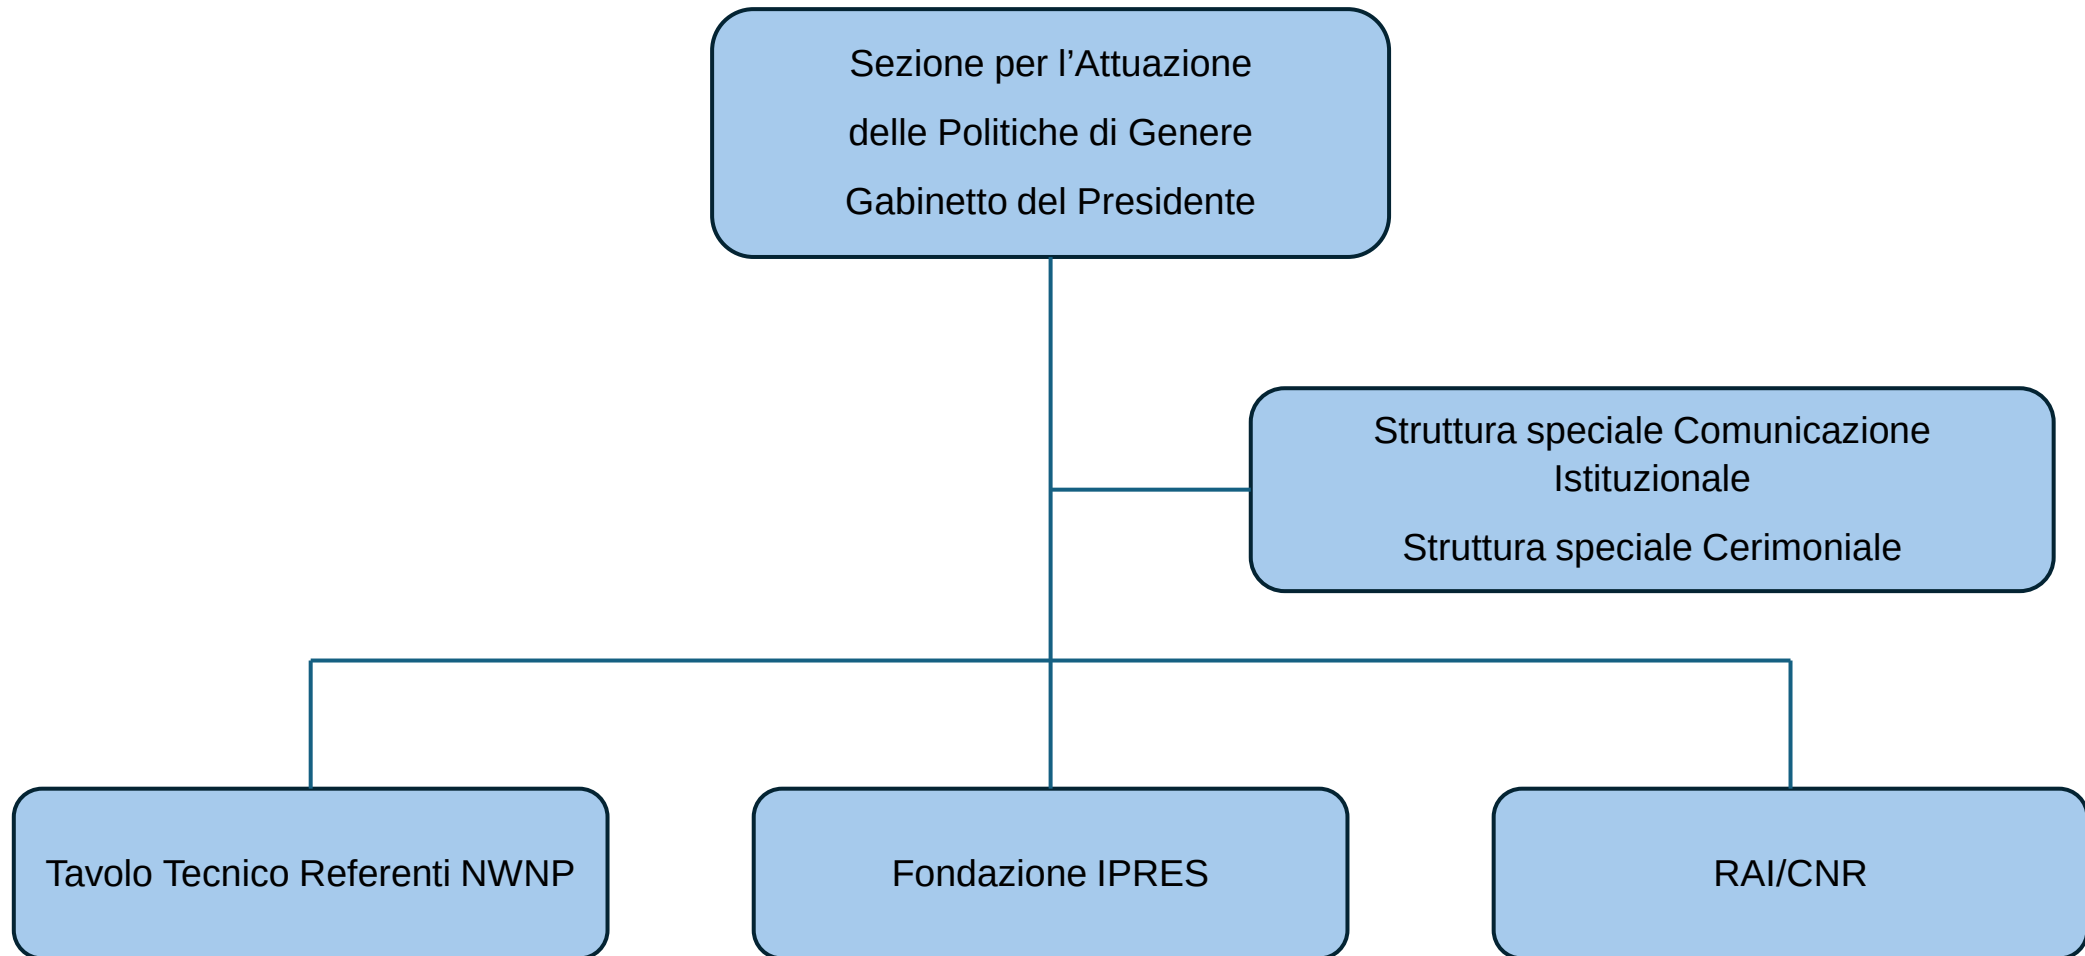 Sezione per l’Attuazione
delle Politiche di Genere
Gabinetto del Presidente
Struttura speciale Comunicazione
Istituzionale
Struttura speciale Cerimoniale
Tavolo Tecnico Referenti NWNP
Fondazione IPRES
RAI/CNR